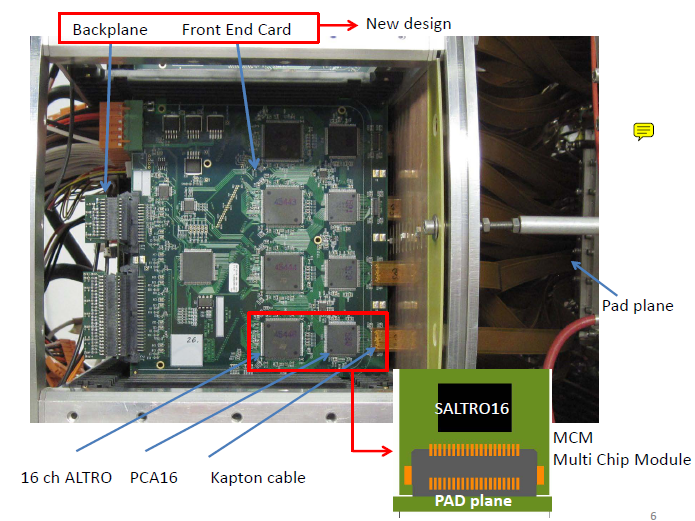 Backplane Front End Card
New design
26.
Pad plane
SALTRO16
MCM
Multi Chip Module
16 ch ALTRO PCA16 Kapton cable
PAD plane
6